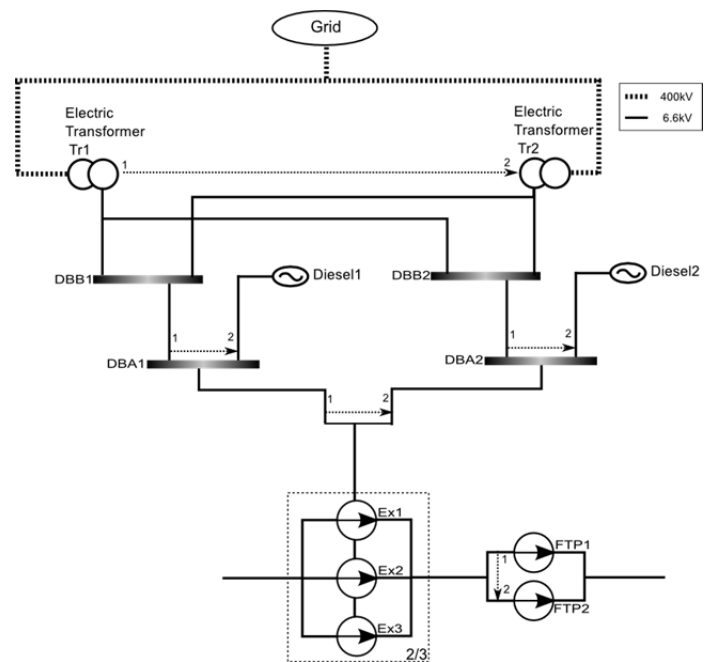 Grid
400kV
6.6kV
Electric
Transformer
Tr1
Electric
Transformer
Tr2
1
2
DBB1
Diesel1
DBB2
Diesel2
1
2
DBA1
1
2
DBA2
1
2
Ex1
Ex2
Ex3
2/3
FTP1
1
2
FTP2